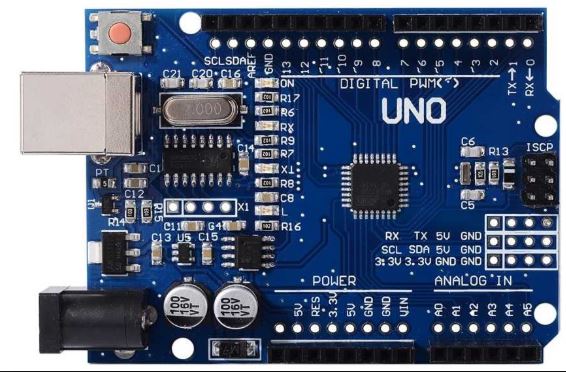 SCL SDA AREF GND 13 12 11 10 9 8 7 6 5 4 3 2 1 0
TX→ RX←
DIGITAL PWM(~)
UNO
C21 C20 C16
ON
R17
R6
RX
R9
R7
TX
R8
C8
L
R16
C14
PT
C1
C12
R15
R14
X1
C11 G4
C13 U5 C15
100
16V
VT
100
16V
VT
C6
R13
C5
ISCP
RX TX 5V GND
SCL SDA 5V GND
3.3V 3.3V GND GND
POWER
ANALOG IN
5V RES 3.3V 5V GND GND VIN
A0 A1 A2 A3 A4 A5